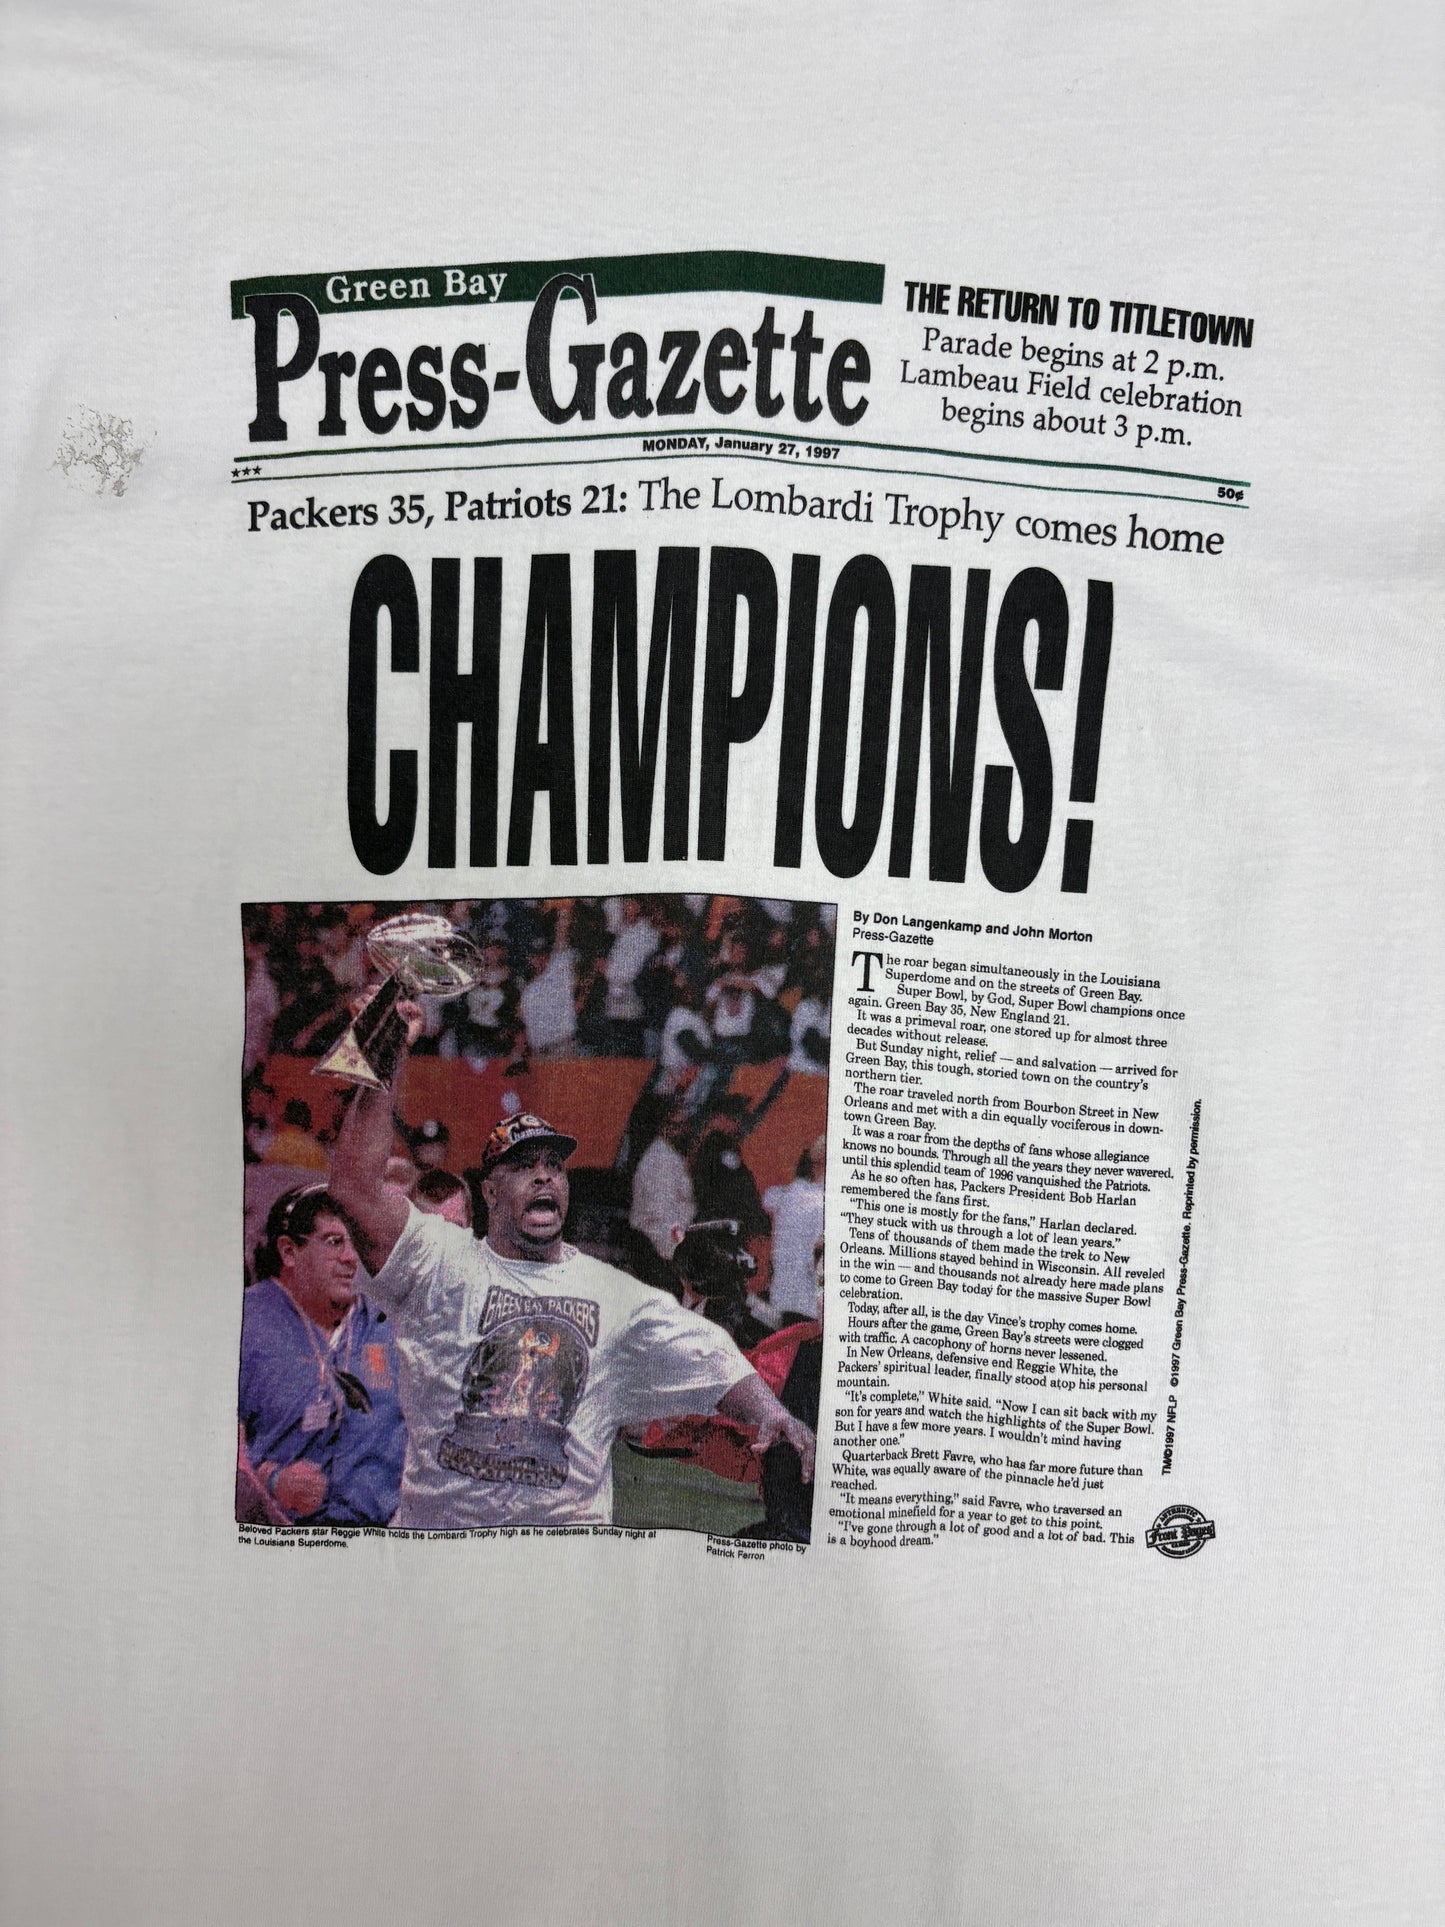 Green Bay
Press-Gazette
THE RETURN TO TITLETOWN
Parade begins at 2 p.m.
Lambeau Field celebration
begins about 3 p.m.
MONDAY, January 27, 1997
★★★
50¢
Packers 35, Patriots 21: The Lombardi Trophy comes home
CHAMPIONS!
By Don Langenkamp and John Morton
Press-Gazette
The roar began simultaneously in the Louisiana
Superdome and on the streets of Green Bay.
Super Bowl, by God, Super Bowl champions once
again. Green Bay 35, New England 21.
It was a primeval roar, one stored up for almost three
decades without release.
But Sunday night, relief — and salvation — arrived for
Green Bay, this tough, storied town on the country's
northern tier.
The roar traveled north from Bourbon Street in New
Orleans and met with a din equally vociferous in down-
town Green Bay.
It was a roar from the depths of fans whose allegiance
knows no bounds. Through all the years they never wavered.
until this splendid team of 1996 vanquished the Patriots.
As he so often has, Packers President Bob Harlan
remembered the fans first.
"This one is mostly for the fans," Harlan declared.
"They stuck with us through a lot of lean years."
Tens of thousands of them made the trek to New
Orleans. Millions stayed behind in Wisconsin. All reveled
in the win — and thousands not already here made plans
to come to Green Bay today for the massive Super Bowl
celebration.
Today, after all, is the day Vince's trophy comes home.
Hours after the game, Green Bay's streets were clogged
with traffic. A cacophony of horns never lessened.
In New Orleans, defensive end Reggie White, the
Packers' spiritual leader, finally stood atop his personal
mountain.
"It's complete," White said. "Now I can sit back with my
son for years and watch the highlights of the Super Bowl.
But I have a few more years. I wouldn't mind having
another one."
Quarterback Brett Favre, who has far more future than
White, was equally aware of the pinnacle he'd just
reached.
"It means everything," said Favre, who traversed an
emotional minefield for a year to get to this point.
"I've gone through a lot of good and a lot of bad. This
is a boyhood dream."
TM/©1997 NFLP ©1997 Green Bay Press-Gazette. Reprinted by permission.
GREEN BAY PACKERS
Beloved Packers star Reggie White holds the Lombardi Trophy high as he celebrates Sunday night at
the Louisiana Superdome.
Press-Gazette photo by
Patrick Ferron
AUTHENTIC
Front Pages